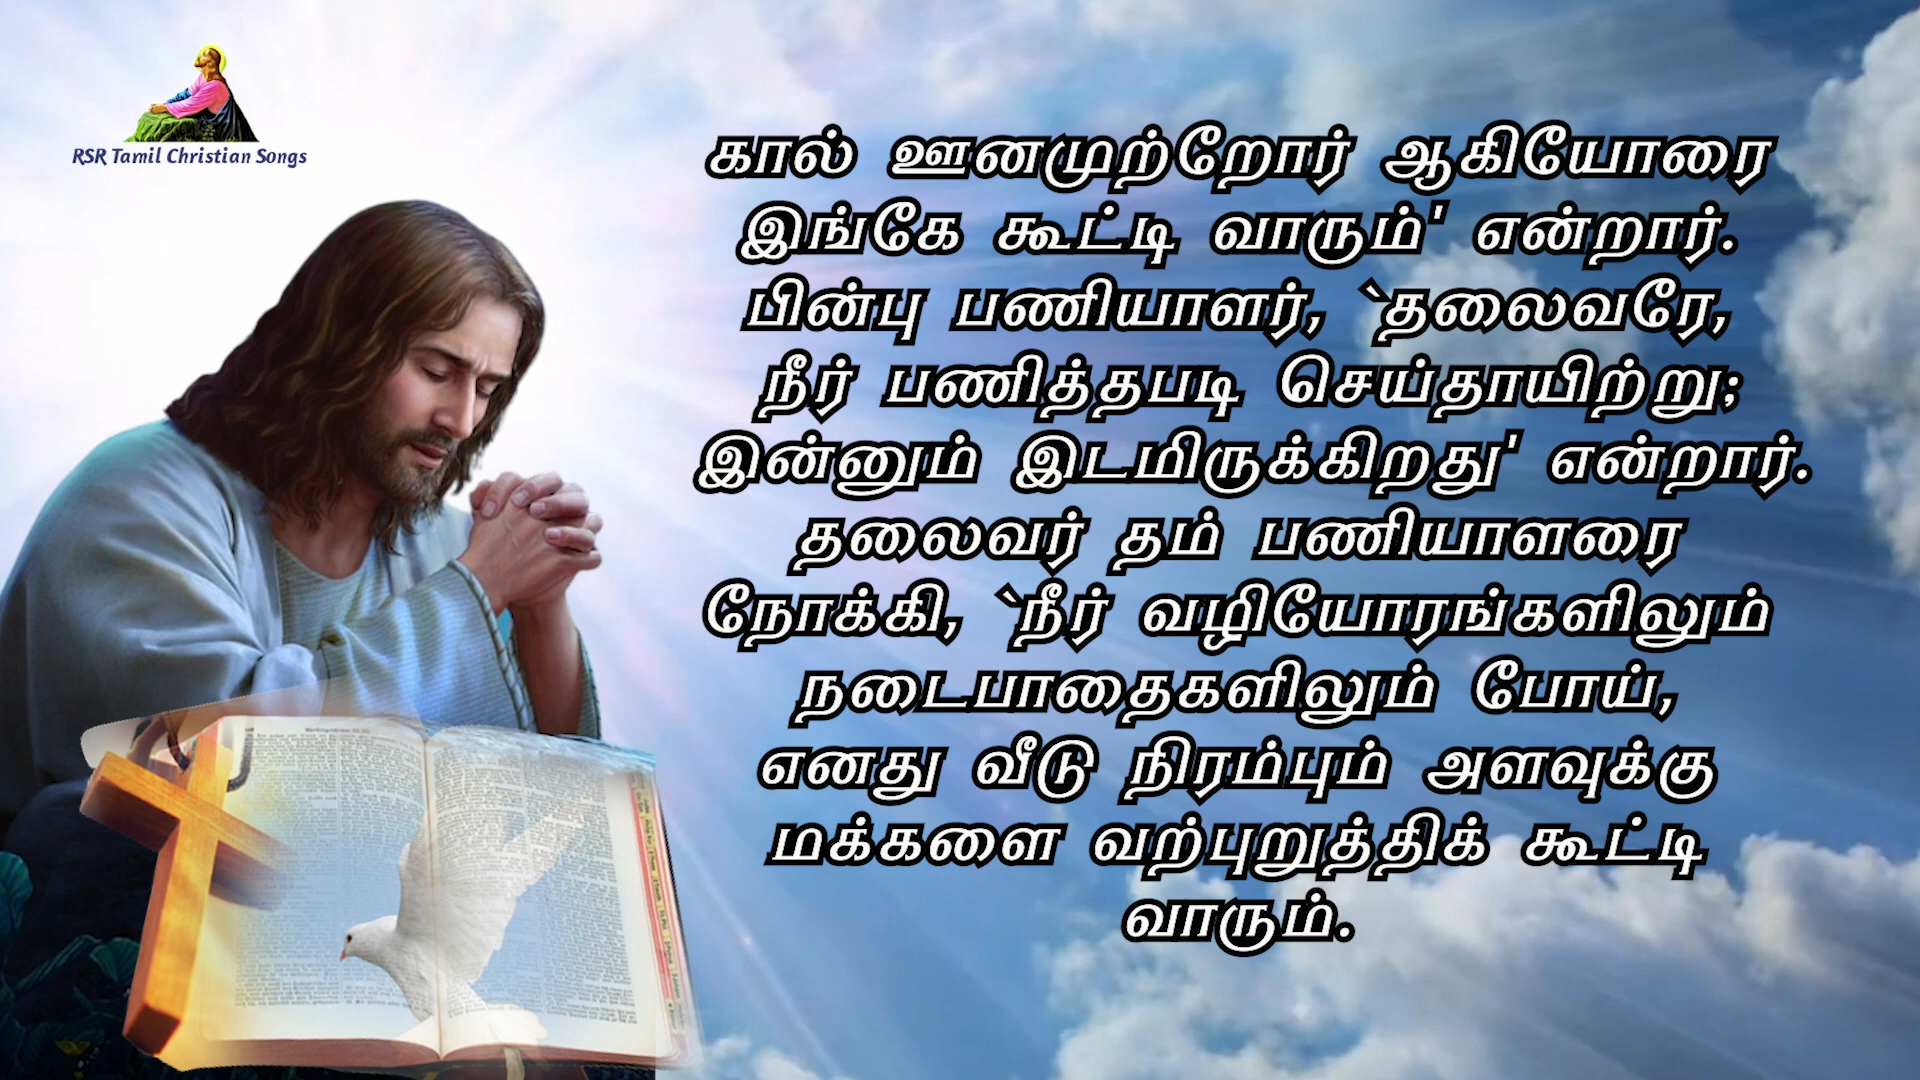 RSR Tamil Christian Songs
கால் ஊனமுற்றோர் ஆகியோரை
இங்கே கூட்டி வாரும்' என்றார்.
பின்பு பணியாளர், `தலைவரே,
நீர் பணித்தபடி செய்தாயிற்று;
இன்னும் இடமிருக்கிறது' என்றார்.
தலைவர் தம் பணியாளரை
நோக்கி, `நீர் வழியோரங்களிலும்
நடைபாதைகளிலும் போய்,
எனது வீடு நிரம்பும் அளவுக்கு
மக்களை வற்புறுத்திக் கூட்டி
வாரும்.